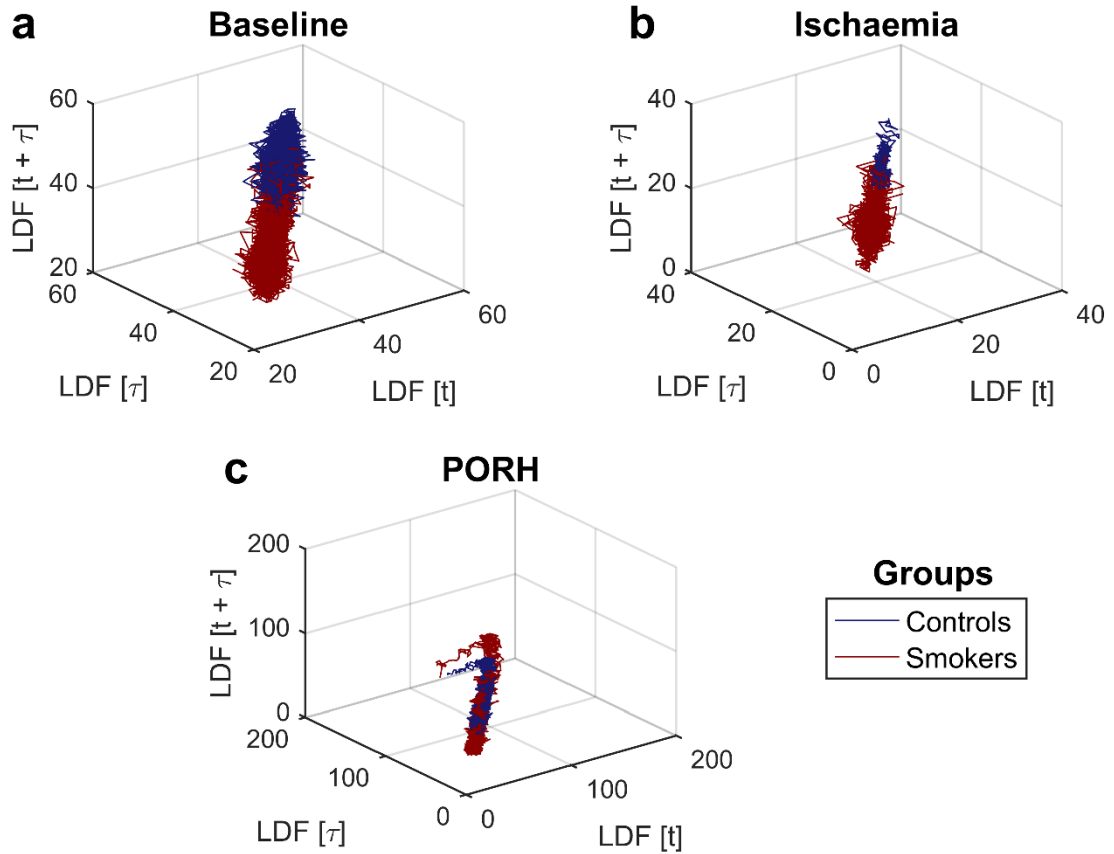 a
Baseline
60
40
20
60
40
20
20
40
60
LDF [t + τ]
LDF [τ]
LDF [t]
b
Ischaemia
40
20
0
40
20
0
0
20
40
LDF [t + τ]
LDF [τ]
LDF [t]
c
PORH
200
100
0
200
100
0
0
100
200
LDF [t + τ]
LDF [τ]
LDF [t]
Groups
Controls
Smokers